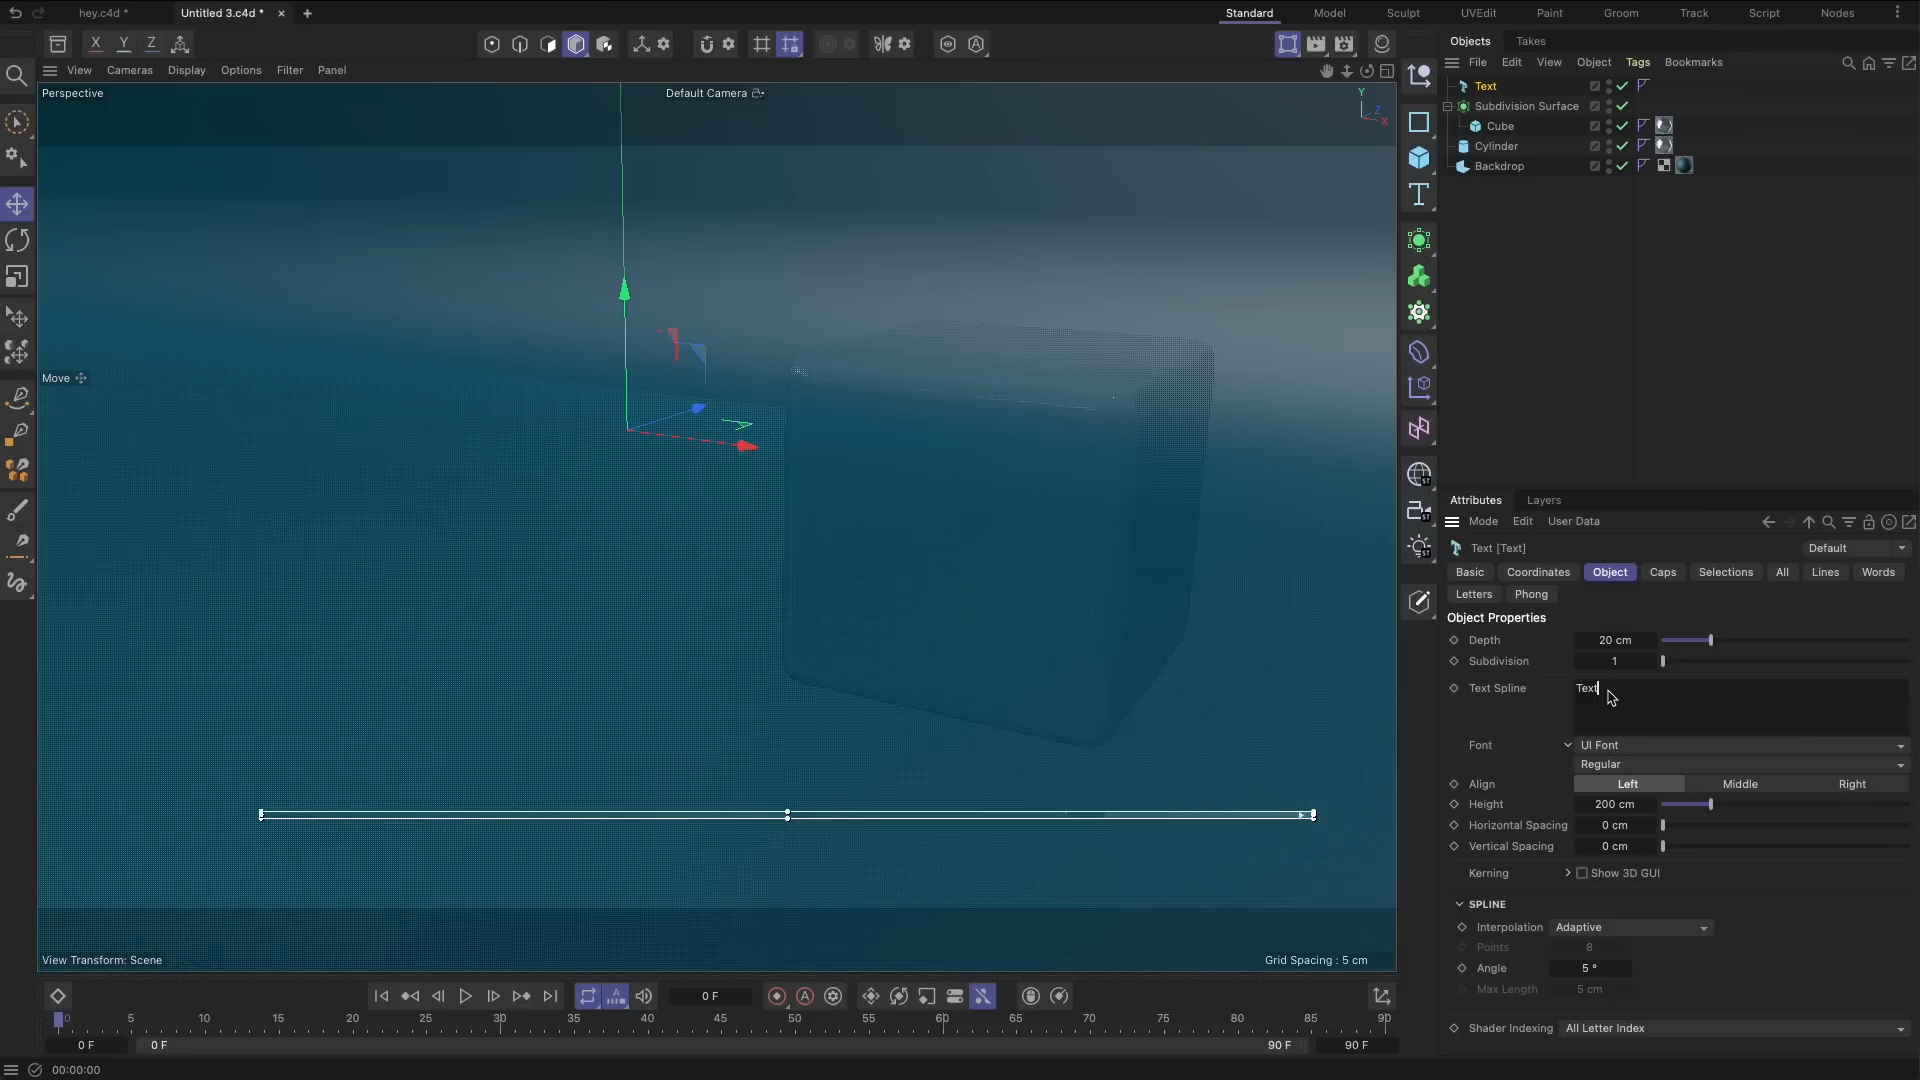 hey.c4d *
Untitled 3.c4d *
Standard
Model
Sculpt
UVEdit
Paint
Groom
Track
Script
Nodes
X
Y
Z
Objects
Takes
View
Cameras
Display
Options
Filter
Panel
File
Edit
View
Object
Tags
Bookmarks
Perspective
Default Camera
Y
Z
X
Text
Subdivision Surface
Cube
Cylinder
Backdrop
Move
ST
ST
ST
Attributes
Layers
Mode
Edit
User Data
Text [Text]
Default
Basic
Coordinates
Object
Caps
Selections
All
Lines
Words
Letters
Phong
Object Properties
Depth
20 cm
Subdivision
1
Text Spline
Text
Font
UI Font
Regular
Align
Left
Middle
Right
Height
200 cm
Horizontal Spacing
0 cm
Vertical Spacing
0 cm
Kerning
Show 3D GUI
SPLINE
Interpolation
Adaptive
Points
8
Angle
5 °
Max Length
5 cm
Shader Indexing
All Letter Index
View Transform: Scene
Grid Spacing : 5 cm
0 F
0 5 10 15 20 25 30 35 40 45 50 55 60 65 70 75 80 85 90
0 F
0 F
90 F
90 F
00:00:00